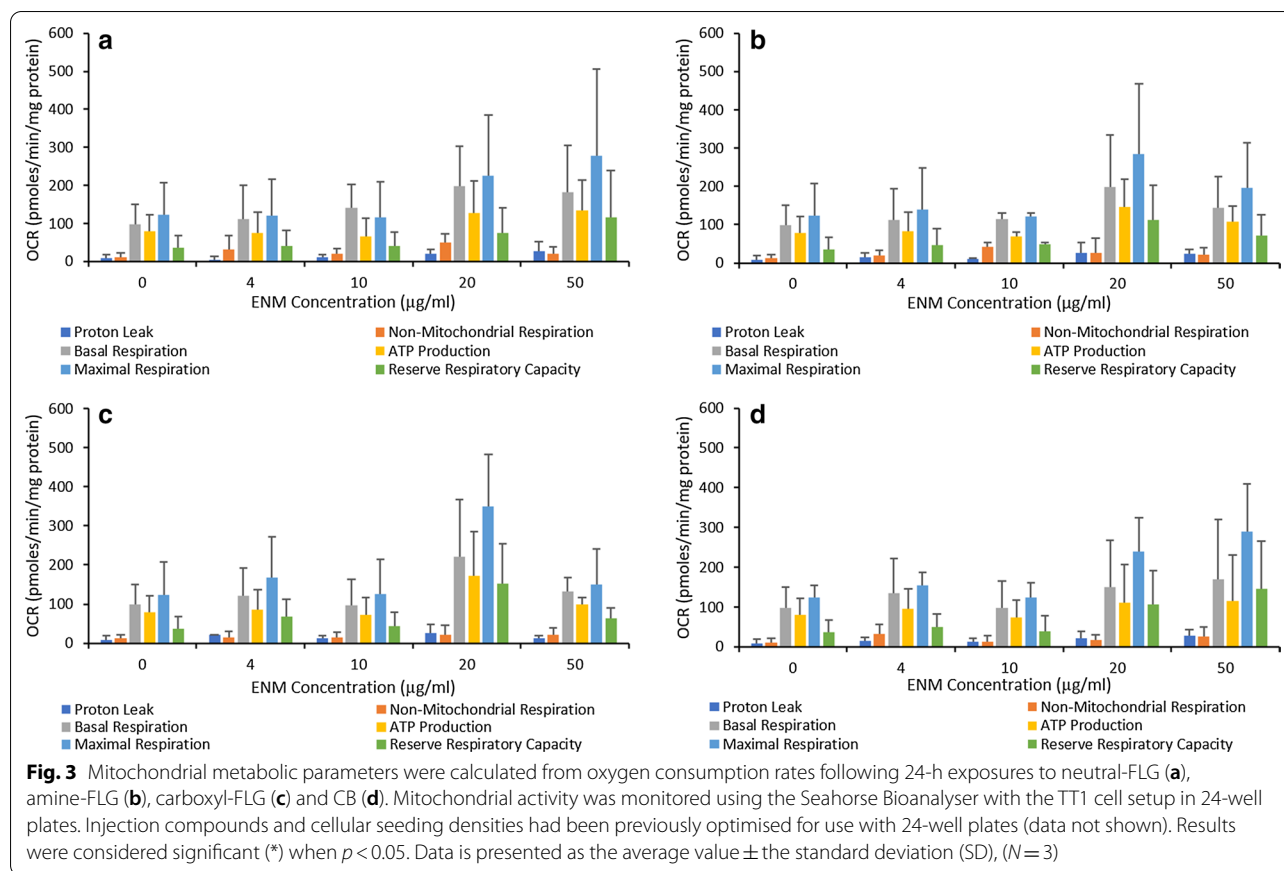 a
OCR (pmoles/min/mg protein)
600
500
400
300
200
100
0
0 4 10 20 50
ENM Concentration (µg/ml)
Proton Leak Non-Mitochondrial Respiration
Basal Respiration ATP Production
Maximal Respiration Reserve Respiratory Capacity
b
OCR (pmoles/min/mg protein)
600
500
400
300
200
100
0
0 4 10 20 50
ENM Concentration (µg/ml)
Proton Leak Non-Mitochondrial Respiration
Basal Respiration ATP Production
Maximal Respiration Reserve Respiratory Capacity
c
OCR (pmoles/min/mg protein)
600
500
400
300
200
100
0
0 4 10 20 50
ENM Concentration (µg/ml)
Proton Leak Non-Mitochondrial Respiration
Basal Respiration ATP Production
Maximal Respiration Reserve Respiratory Capacity
d
OCR (pmoles/min/mg protein)
600
500
400
300
200
100
0
0 4 10 20 50
ENM Concentration (µg/ml)
Proton Leak Non-Mitochondrial Respiration
Basal Respiration ATP Production
Maximal Respiration Reserve Respiratory Capacity
Fig. 3 Mitochondrial metabolic parameters were calculated from oxygen consumption rates following 24-h exposures to neutral-FLG (a),
amine-FLG (b), carboxyl-FLG (c) and CB (d). Mitochondrial activity was monitored using the Seahorse Bioanalyser with the TT1 cell setup in 24-well
plates. Injection compounds and cellular seeding densities had been previously optimised for use with 24-well plates (data not shown). Results
were considered significant (*) when p < 0.05. Data is presented as the average value ± the standard deviation (SD), (N = 3)